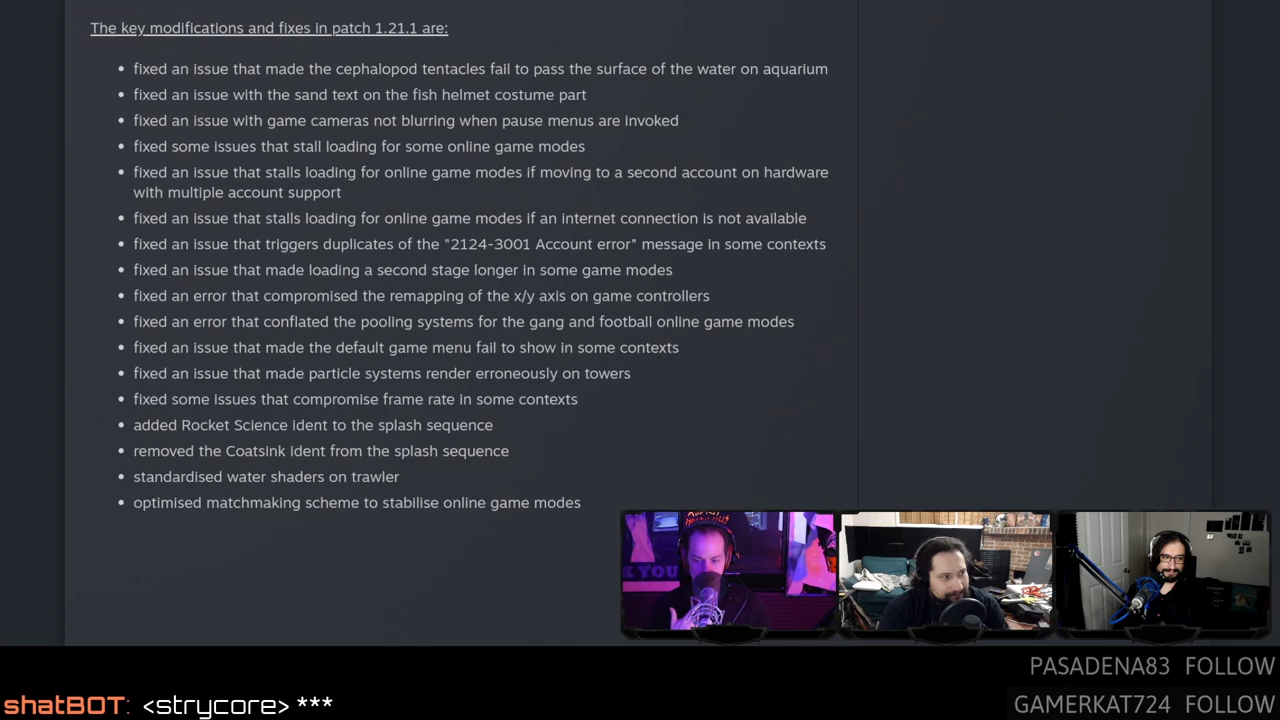 The key modifications and fixes in patch 1.21.1 are:
• fixed an issue that made the cephalopod tentacles fail to pass the surface of the water on aquarium
• fixed an issue with the sand text on the fish helmet costume part
• fixed an issue with game cameras not blurring when pause menus are invoked
• fixed some issues that stall loading for some online game modes
• fixed an issue that stalls loading for online game modes if moving to a second account on hardware
with multiple account support
• fixed an issue that stalls loading for online game modes if an internet connection is not available
• fixed an issue that triggers duplicates of the "2124-3001 Account error" message in some contexts
• fixed an issue that made loading a second stage longer in some game modes
• fixed an error that compromised the remapping of the x/y axis on game controllers
• fixed an error that conflated the pooling systems for the gang and football online game modes
• fixed an issue that made the default game menu fail to show in some contexts
• fixed an issue that made particle systems render erroneously on towers
• fixed some issues that compromise frame rate in some contexts
• added Rocket Science ident to the splash sequence
• removed the Coatsink ident from the splash sequence
• standardised water shaders on trawler
• optimised matchmaking scheme to stabilise online game modes
K YOU
PASADENA83 FOLLOW
shatBOT: <strycore> ***
GAMERKAT724 FOLLOW